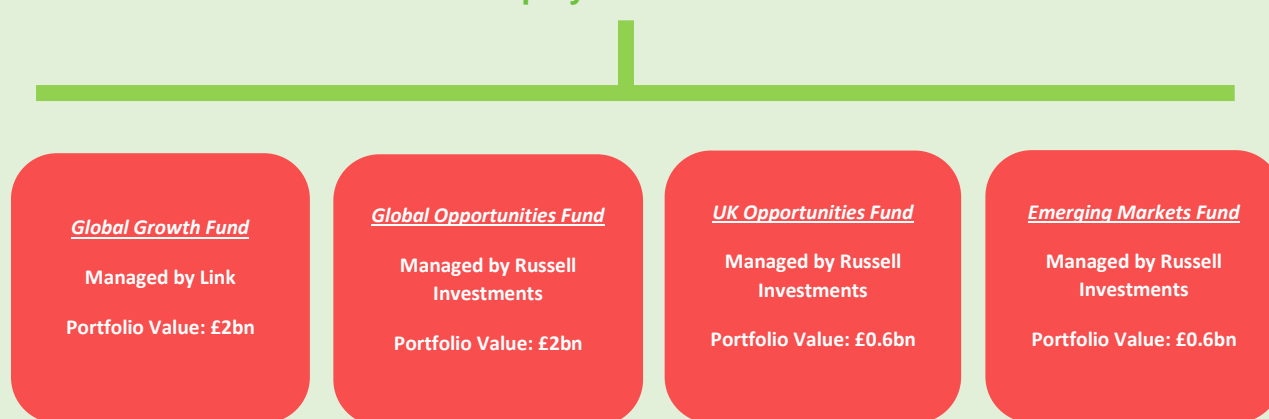 Global Growth Fund
Managed by Link
Portfolio Value: £2bn
Global Opportunities Fund
Managed by Russell
Investments
Portfolio Value: £2bn
UK Opportunities Fund
Managed by Russell
Investments
Portfolio Value: £0.6bn
Emerging Markets Fund
Managed by Russell
Investments
Portfolio Value: £0.6bn